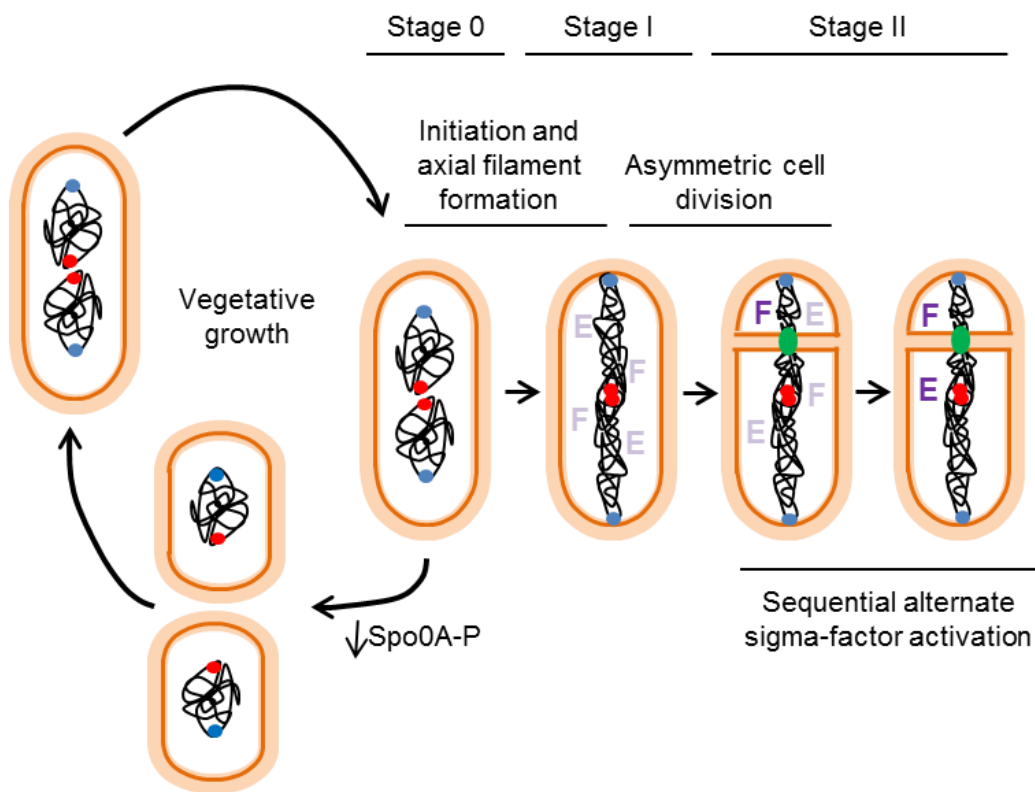 Stage 0
Stage I
Stage II
Initiation and
axial filament
formation
Asymmetric cell
division
Vegetative
growth
E
F
F
E
F
E
F
E
F
E
↓Spo0A-P
Sequential alternate
sigma-factor activation